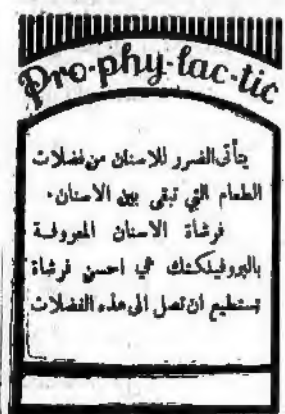 Pro-phy-lac-tic
يتأتى الضرر للاسنان من فضلات
الطعام التي تبقى بين الاسنان.
فرشاة الاسنان المعروفة
بالبروفيلكتك هي احسن فرشاة
تستطيع ان تصل الى هذه الفضلات